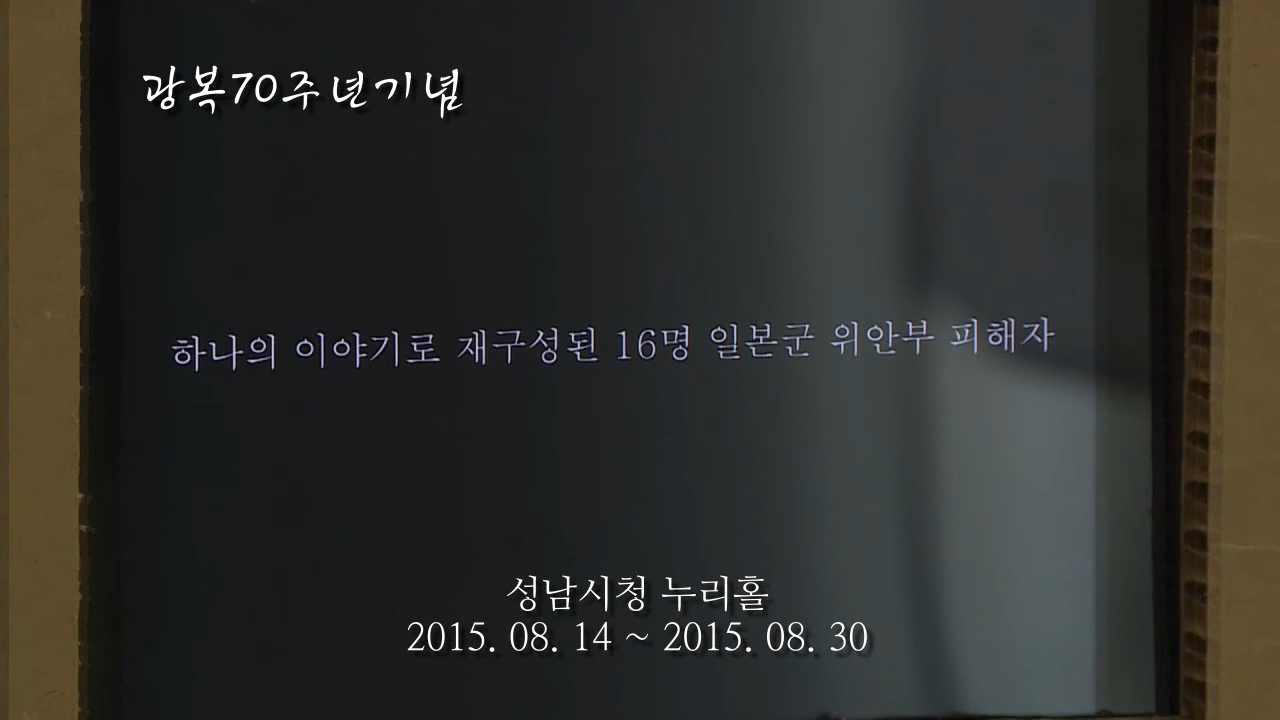 광복70주년기념
하나의 이야기로 재구성된 16명 일본군 위안부 피해자
성남시청 누리홀
2015. 08. 14 ~ 2015. 08. 30